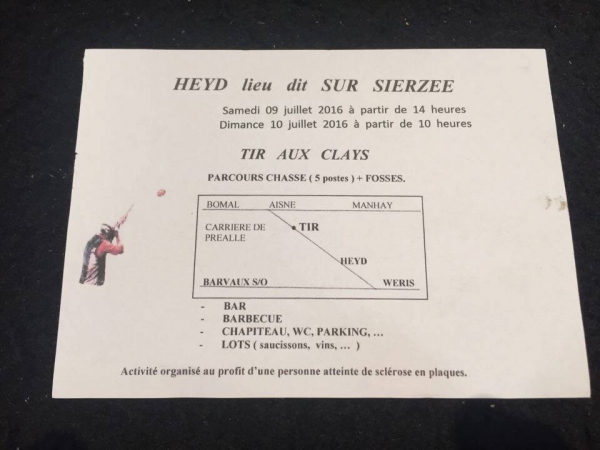 HEYD lieu dit SUR SIERZEE
Samedi 09 juillet 2016 à partir de 14 heures
Dimance 10 juillet 2016 à partir de 10 heures
TIR AUX CLAYS
PARCOURS CHASSE ( 5 postes ) + FOSSES.
BOMAL AISNE MANHAY
CARRIERE DE
PREALLE
TIR
HEYD
BARVAUX S/O WERIS
- BAR
- BARBECUE
- CHAPITEAU, WC, PARKING, ...
- LOTS ( saucissons, vins, ... )
Activité organisé au profit d'une personne atteinte de sclérose en plaques.